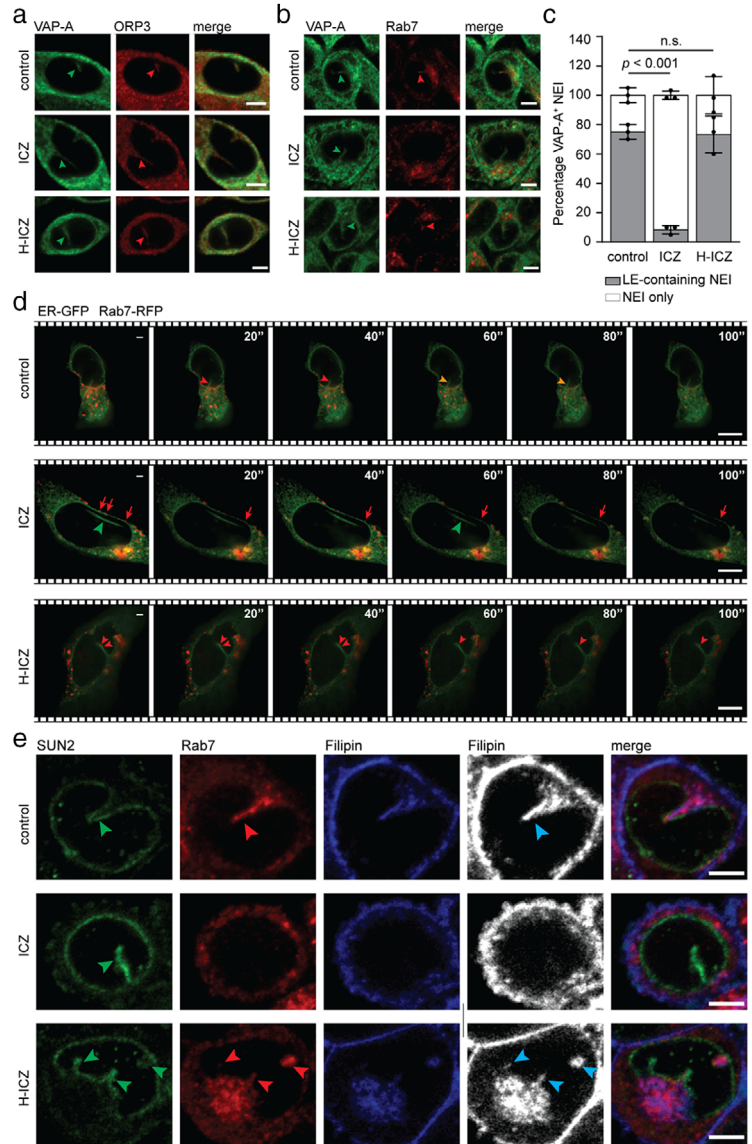 a
VAP-A ORP3 merge
control
ICZ
H-ICZ
b
VAP-A Rab7 merge
control
ICZ
H-ICZ
c
n.s.
p < 0.001
140
120
100
80
60
40
20
0
Percentage VAP-A⁺ NEI
control ICZ H-ICZ
LE-containing NEI
NEI only
d
ER-GFP Rab7-RFP
control
– 20” 40” 60” 80” 100”
ICZ
– 20” 40” 60” 80” 100”
H-ICZ
– 20” 40” 60” 80” 100”
e
SUN2 Rab7 Filipin Filipin merge
control
ICZ
H-ICZ